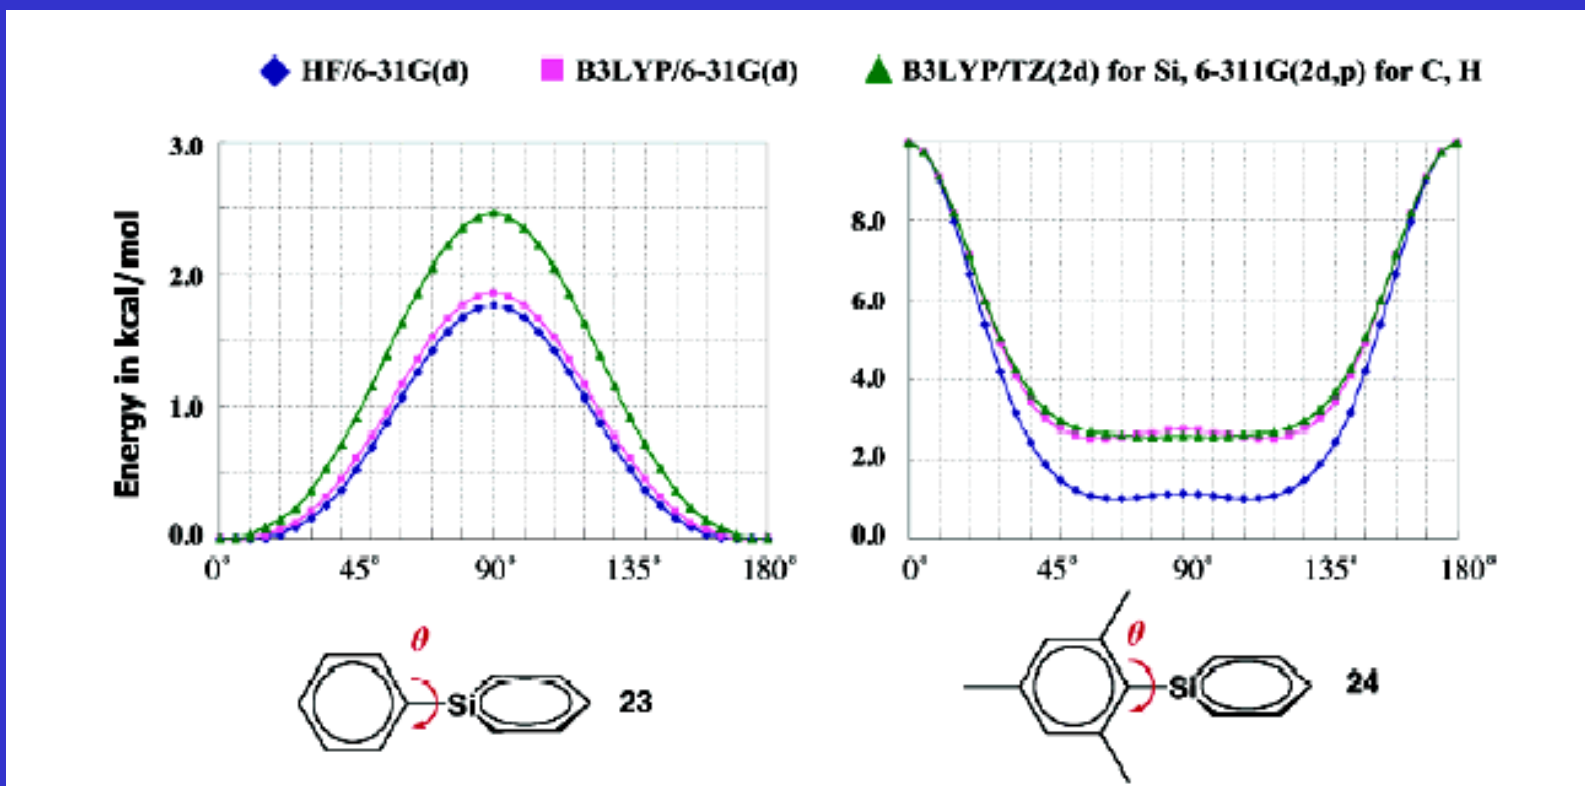 HF/6-31G(d) B3LYP/6-31G(d) B3LYP/TZ(2d) for Si, 6-311G(2d,p) for C, H
Energy in kcal/mol
3.0
2.0
1.0
0.0
0° 45° 90° 135° 180°
8.0
6.0
4.0
2.0
0.0
0° 45° 90° 135° 180°
θ
Si
23
θ
Si
24